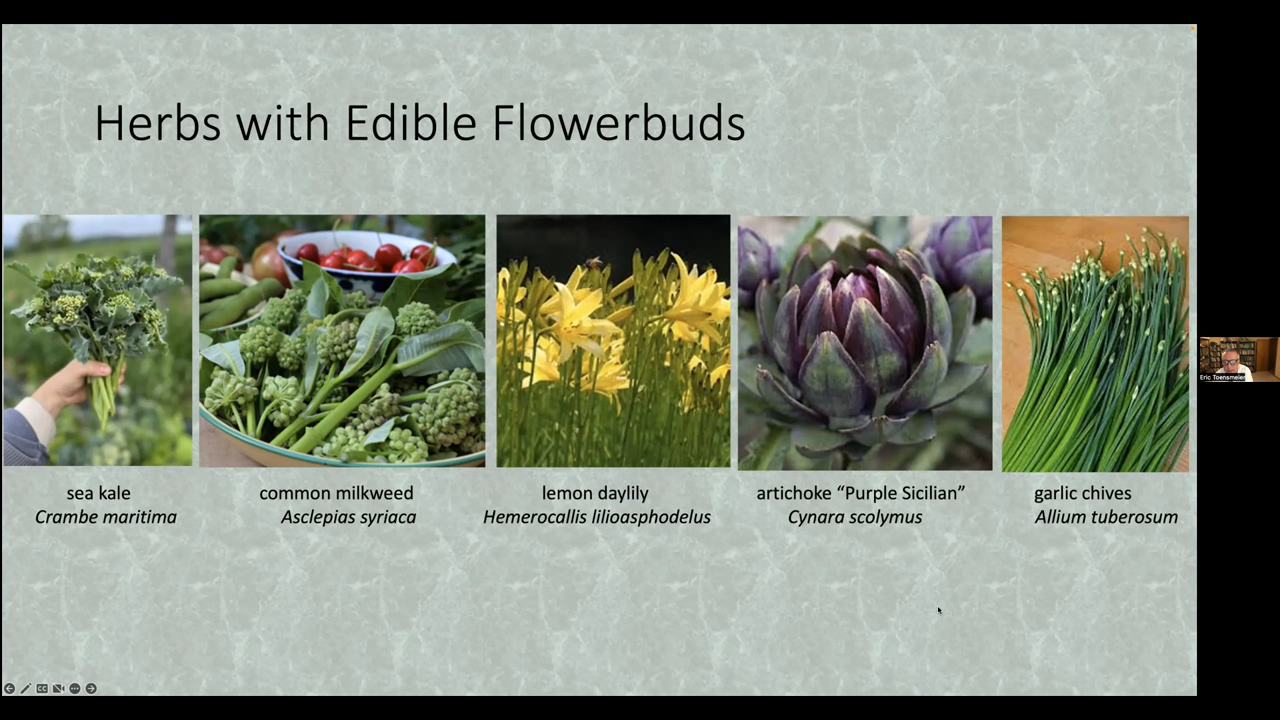 Herbs with Edible Flowerbuds
sea kale
Crambe maritima
common milkweed
Asclepias syriaca
lemon daylily
Hemerocallis lilioasphodelus
artichoke “Purple Sicilian”
Cynara scolymus
garlic chives
Allium tuberosum
Eric Toensmeier
CC